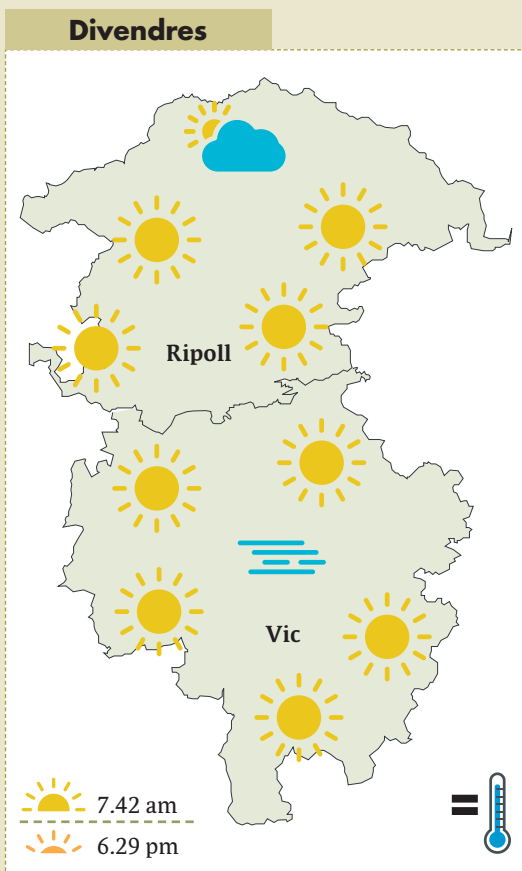 Divendres
Ripoll
Vic
7.42 am
6.29 pm
=